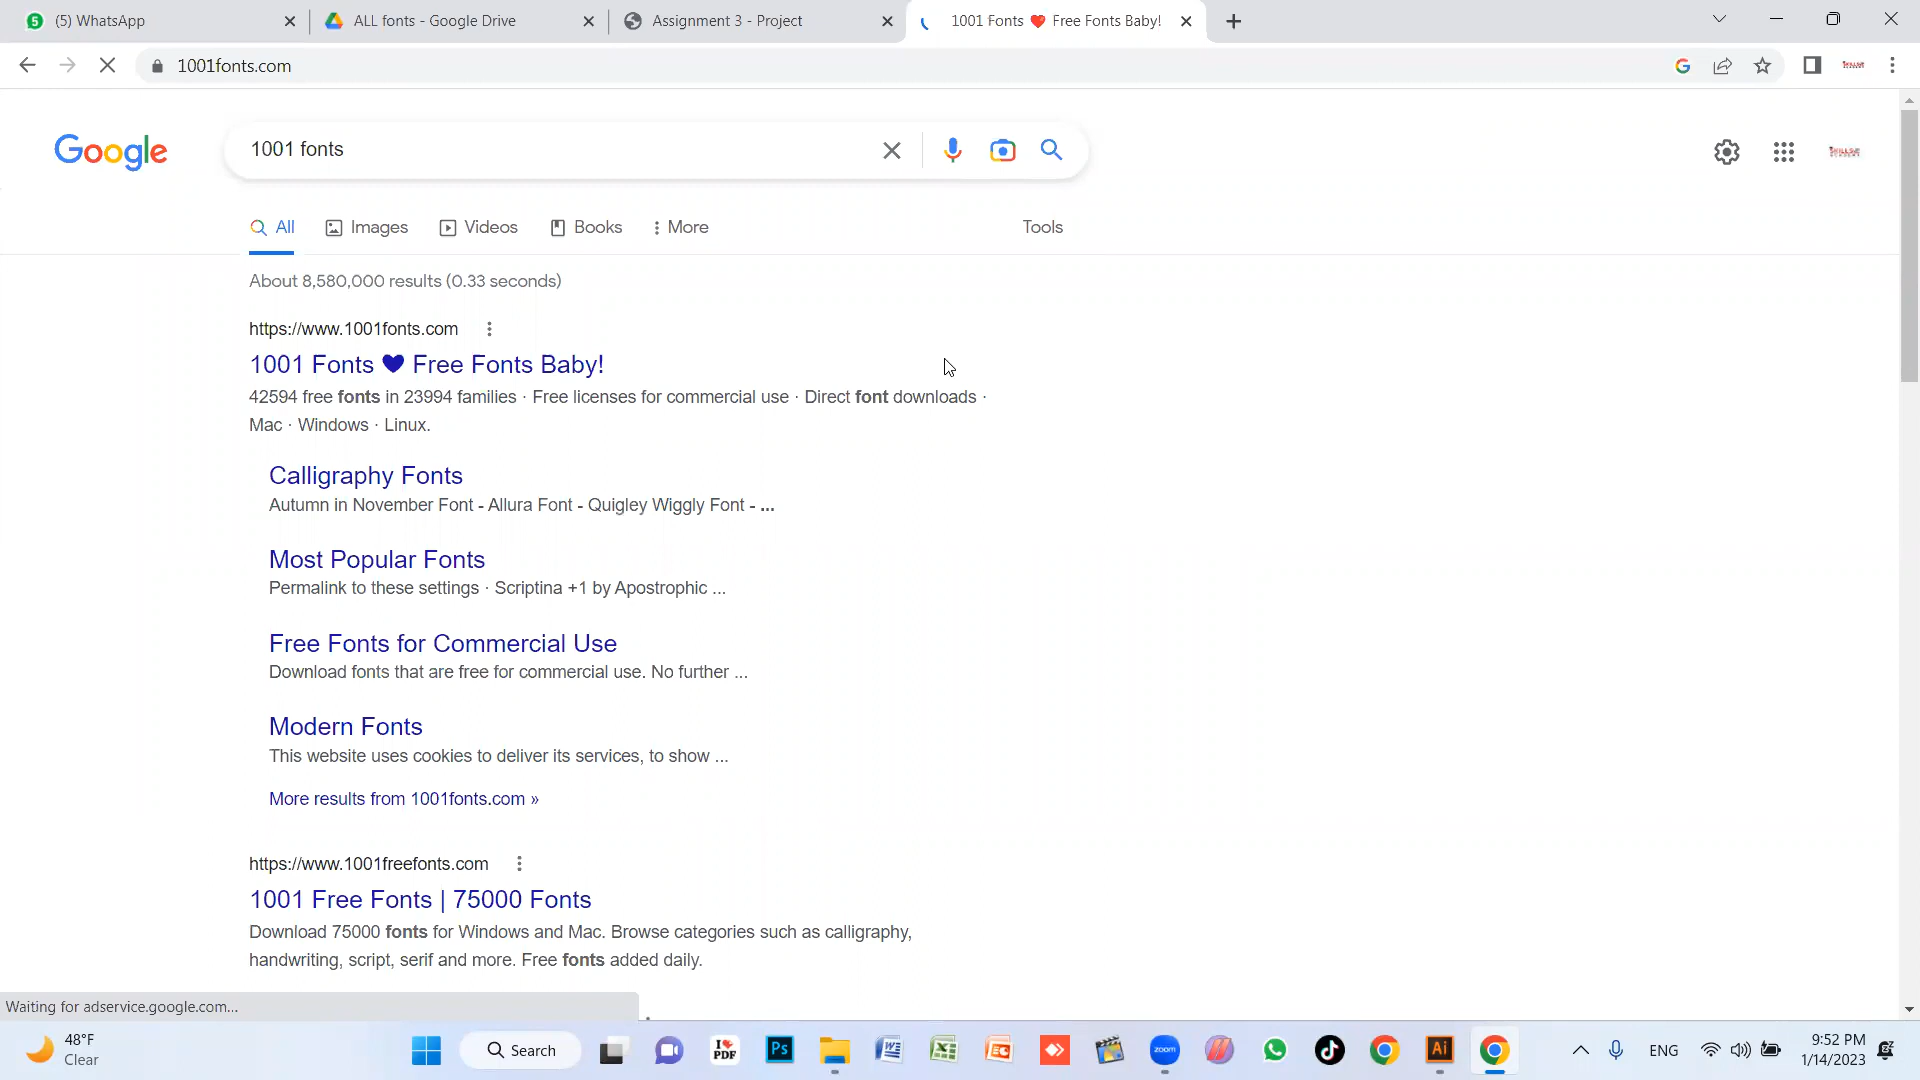 (5) WhatsApp
ALL fonts - Google Drive
Assignment 3 - Project
1001 Fonts ❤️ Free Fonts Baby!
1001fonts.com
Google
1001 fonts
All
Images
Videos
Books
More
Tools
About 8,580,000 results (0.33 seconds)
https://www.1001fonts.com
1001 Fonts ♥ Free Fonts Baby!
42594 free fonts in 23994 families · Free licenses for commercial use · Direct font downloads ·
Mac · Windows · Linux.
Calligraphy Fonts
Autumn in November Font - Allura Font - Quigley Wiggly Font - ...
Most Popular Fonts
Permalink to these settings · Scriptina +1 by Apostrophic ...
Free Fonts for Commercial Use
Download fonts that are free for commercial use. No further ...
Modern Fonts
This website uses cookies to deliver its services, to show ...
More results from 1001fonts.com »
https://www.1001freefonts.com
1001 Free Fonts | 75000 Fonts
Download 75000 fonts for Windows and Mac. Browse categories such as calligraphy,
handwriting, script, serif and more. Free fonts added daily.
Waiting for adservice.google.com...
48°F
Clear
Search
I ♥
PDF
Ps
zoom
Ai
ENG
9:52 PM
1/14/2023